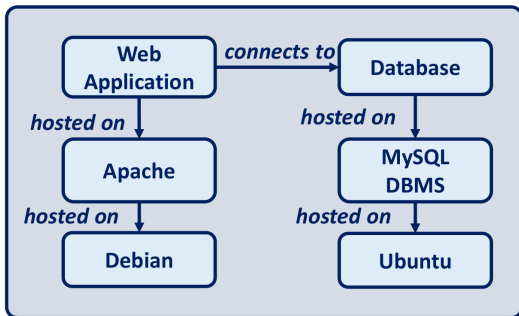 Web
Application
connects to
Database
hosted on
hosted on
Apache
MySQL
DBMS
hosted on
hosted on
Debian
Ubuntu